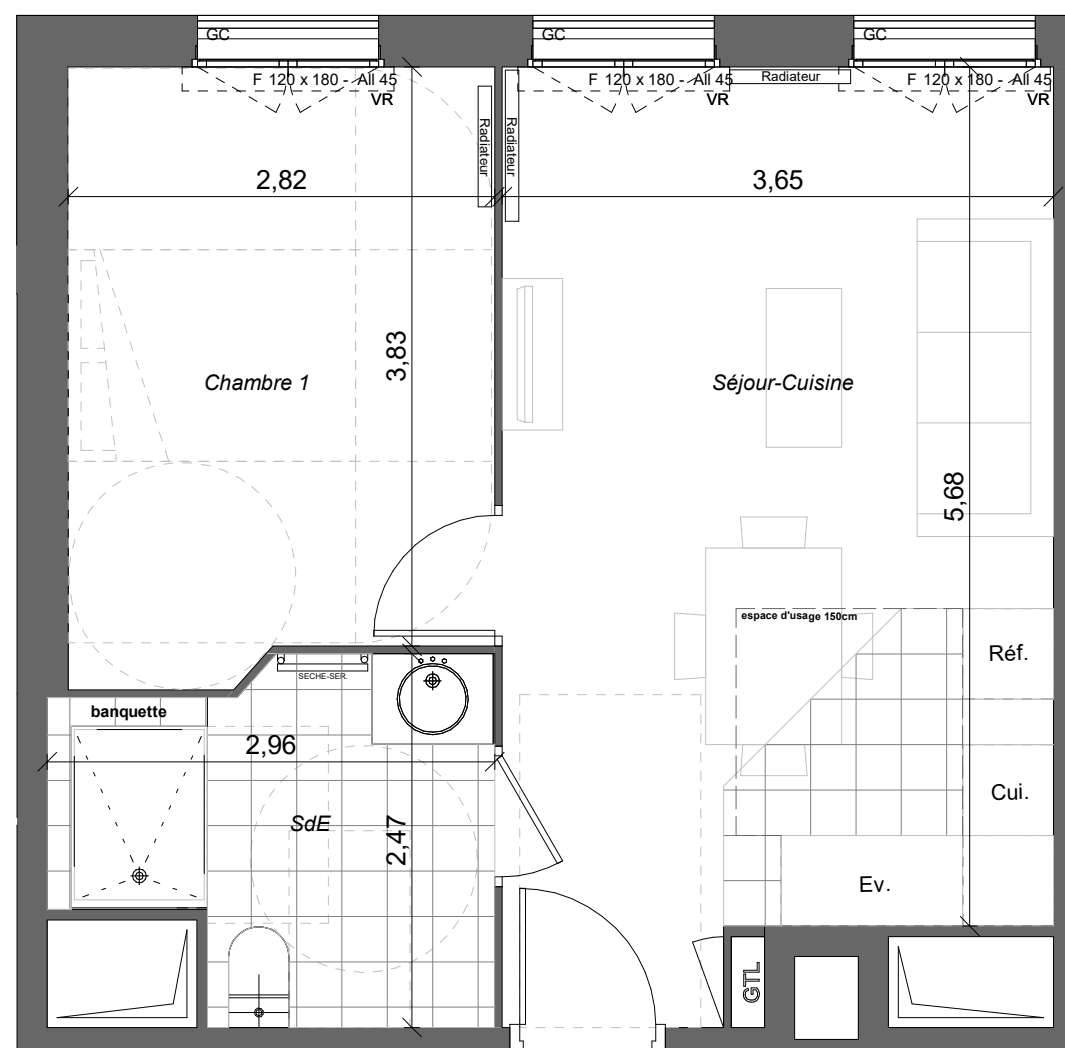 GC
GC
GC
F 120 x 180 - All 45
VR
F 120 x 180 - All 45
VR
Radiateur
F 120 x 180 - All 45
VR
Radiateur
Radiateur
2,82
3,65
3,83
Chambre 1
Séjour-Cuisine
5,68
espace d'usage 150cm
Réf.
SECHE-SER.
banquette
2,96
Cui.
SdE
2,47
Ev.
GTL